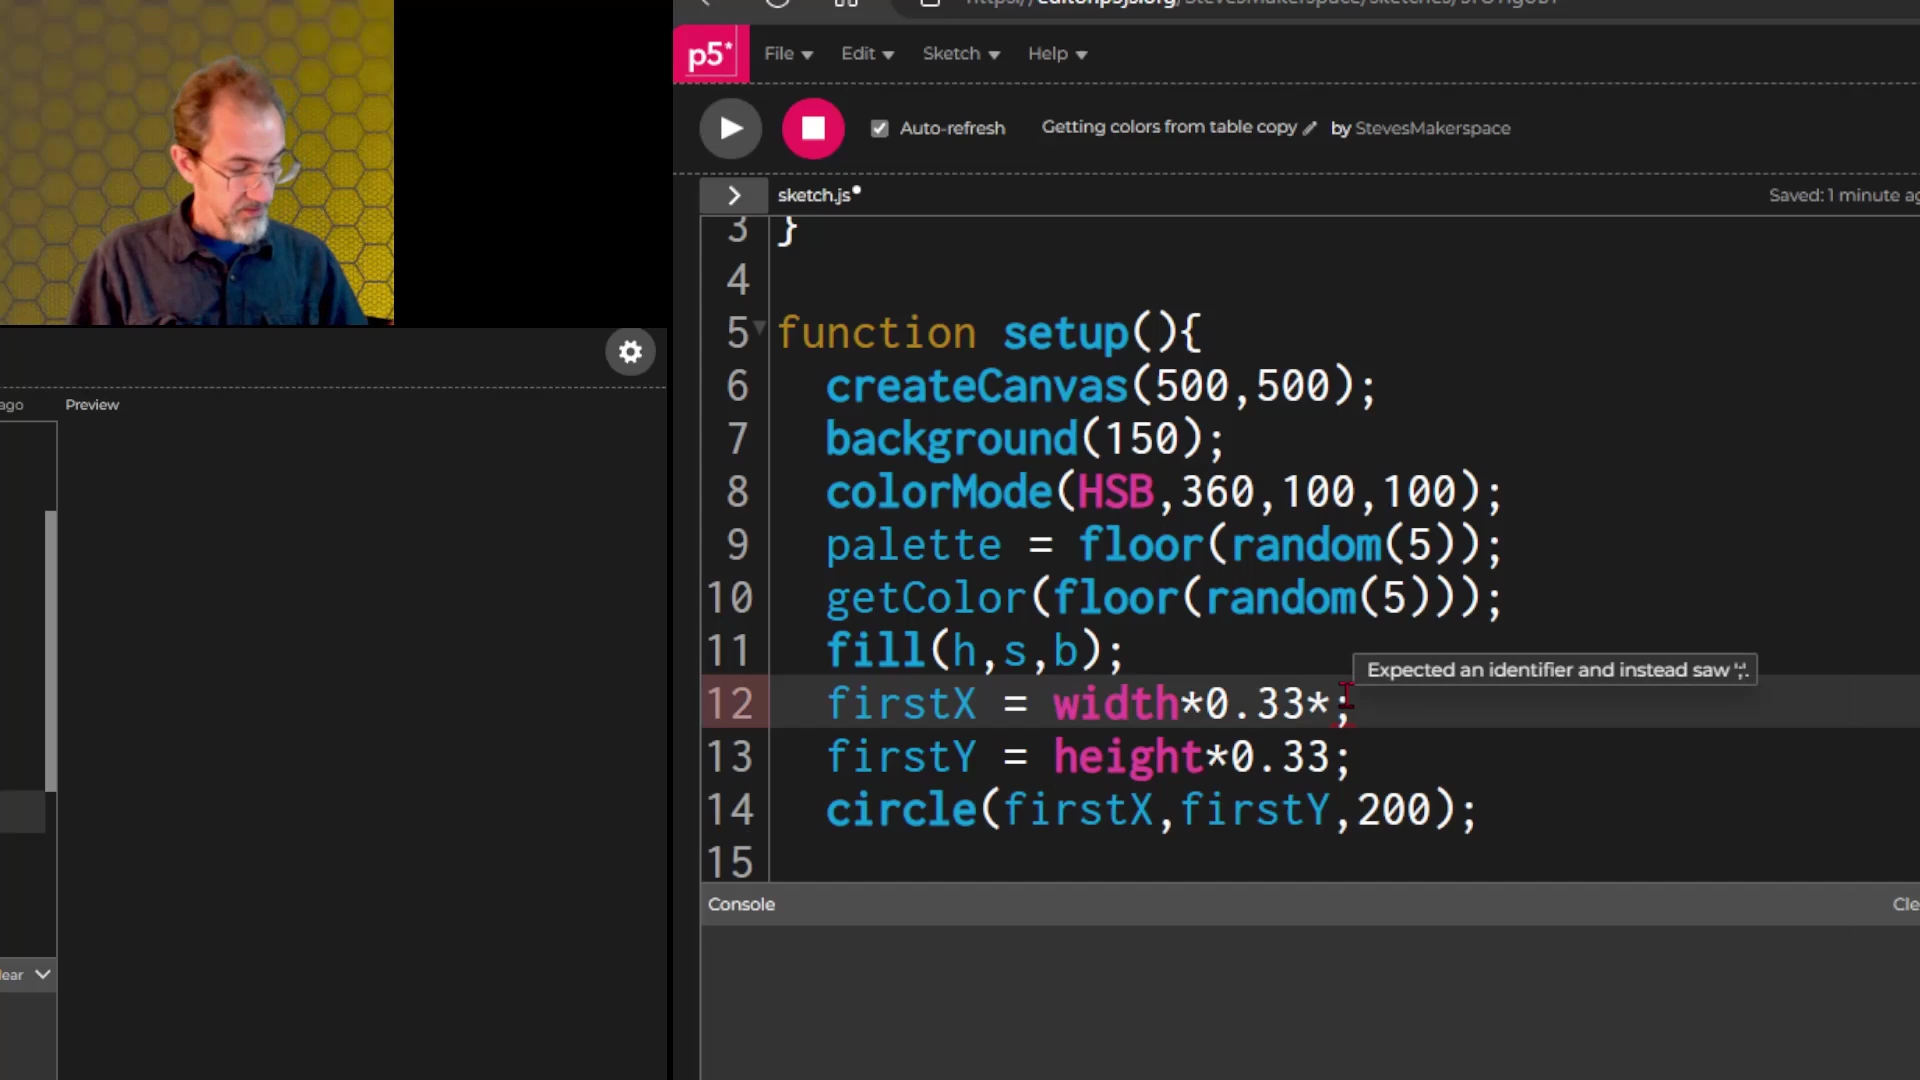 p5* File Edit Sketch Help
Auto-refresh Getting colors from table copy by StevesMakerspace
sketch.js Saved: 1 minute
ago Preview
3 }
4
5 function setup(){
6 createCanvas(500,500);
7 background(150);
8 colorMode(HSB,360,100,100);
9 palette = floor(random(5));
10 getColor(floor(random(5)));
11 fill(h,s,b);
Expected an identifier and instead saw ';'.
12 firstX = width*0.33*;
13 firstY = height*0.33;
14 circle(firstX,firstY,200);
15
Console Cle
lear